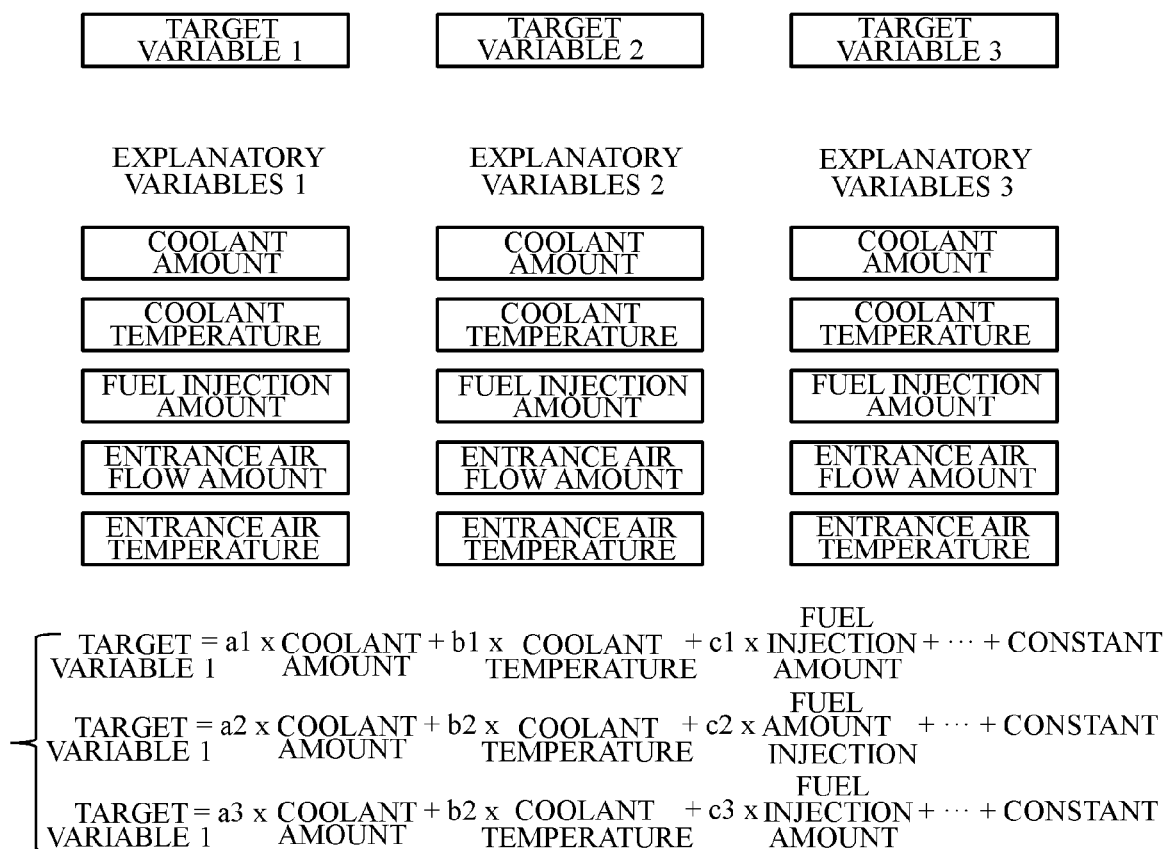 TARGET
VARIABLE 1
TARGET
VARIABLE 2
TARGET
VARIABLE 3
EXPLANATORY
VARIABLES 1
EXPLANATORY
VARIABLES 2
EXPLANATORY
VARIABLES 3
COOLANT
AMOUNT
COOLANT
AMOUNT
COOLANT
AMOUNT
COOLANT
TEMPERATURE
COOLANT
TEMPERATURE
COOLANT
TEMPERATURE
FUEL INJECTION
AMOUNT
FUEL INJECTION
AMOUNT
FUEL INJECTION
AMOUNT
ENTRANCE AIR
FLOW AMOUNT
ENTRANCE AIR
FLOW AMOUNT
ENTRANCE AIR
FLOW AMOUNT
ENTRANCE AIR
TEMPERATURE
ENTRANCE AIR
TEMPERATURE
ENTRANCE AIR
TEMPERATURE
FUEL
TARGET = a1 x COOLANT + b1 x COOLANT + c1 x INJECTION + ··· + CONSTANT
VARIABLE 1 AMOUNT TEMPERATURE AMOUNT
FUEL
TARGET = a2 x COOLANT + b2 x COOLANT + c2 x AMOUNT + ··· + CONSTANT
VARIABLE 1 AMOUNT TEMPERATURE INJECTION
FUEL
TARGET = a3 x COOLANT + b2 x COOLANT + c3 x INJECTION + ··· + CONSTANT
VARIABLE 1 AMOUNT TEMPERATURE AMOUNT